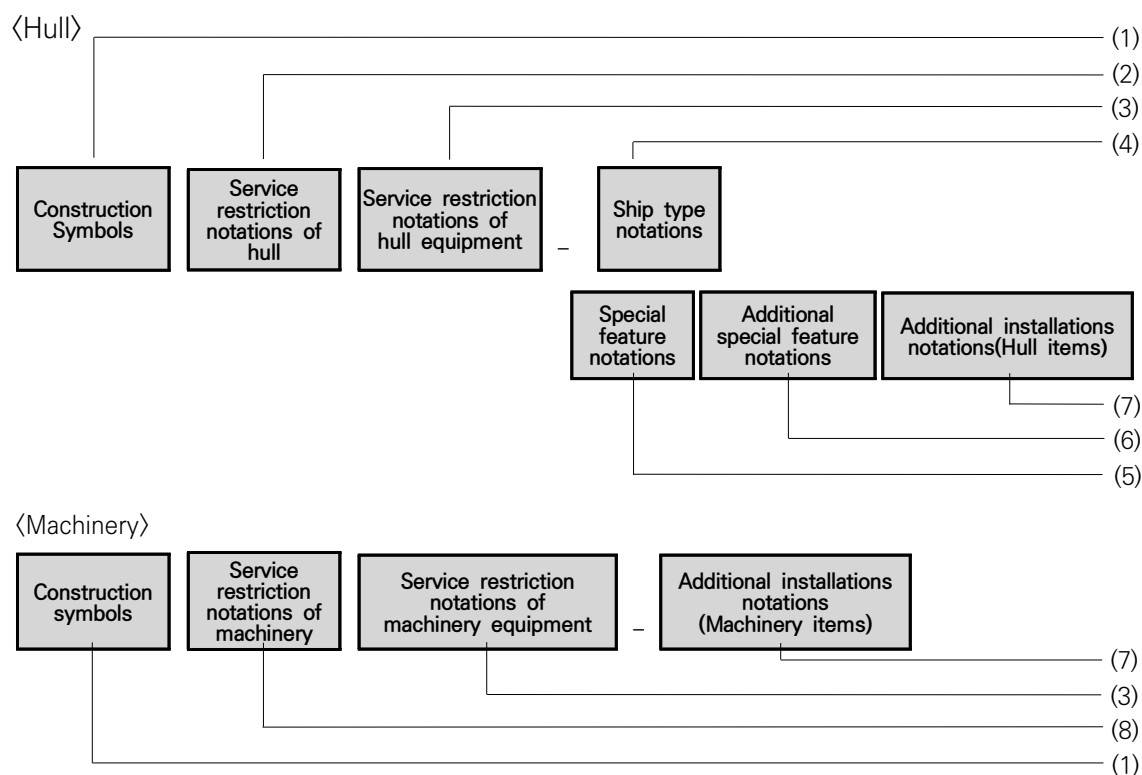 〈Hull〉
(1)
(2)
(3)
(4)
Construction
Symbols
Service
restriction
notations of
hull
Service restriction
notations of
hull equipment
–
Ship type
notations
Special
feature
notations
Additional
special feature
notations
Additional installations
notations(Hull items)
(7)
(6)
(5)
〈Machinery〉
Construction
symbols
Service
restriction
notations of
machinery
Service restriction
notations of
machinery equipment
–
Additional installations
notations
(Machinery items)
(7)
(3)
(8)
(1)